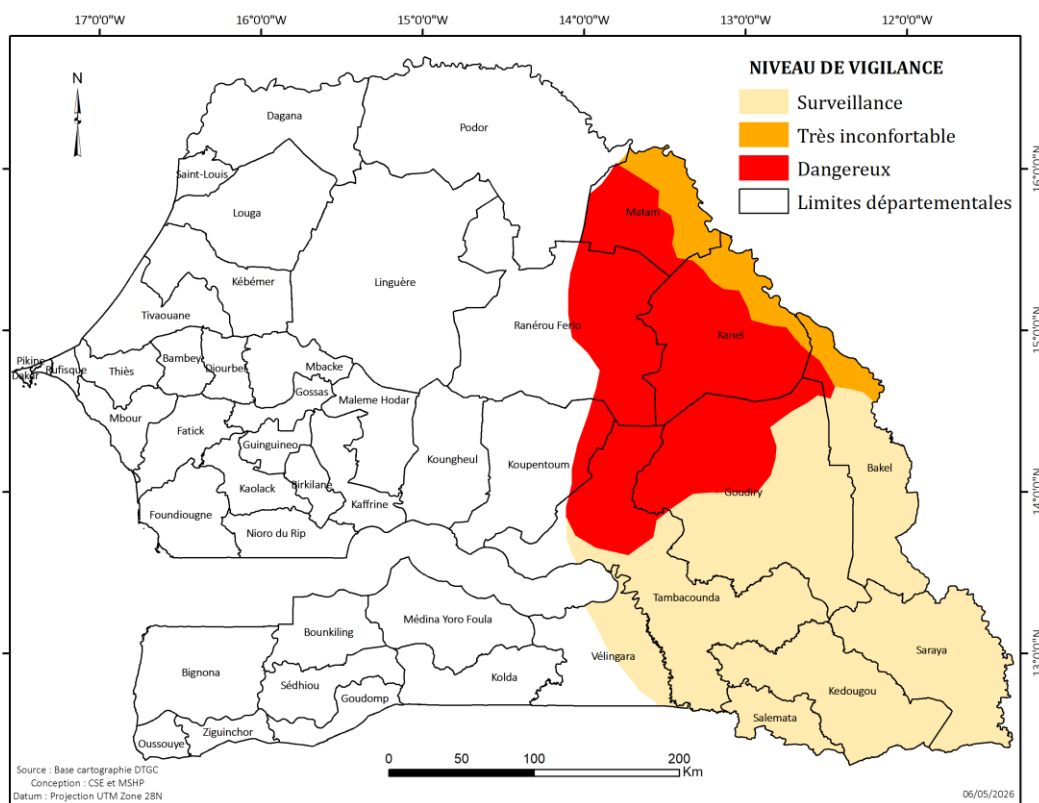 17°0'0"W 16°0'0"W 15°0'0"W 14°0'0"W 13°0'0"W 12°0'0"W
N
NIVEAU DE VIGILANCE
Surveillance
Très inconfortable
Dangereux
Limites départementales
16°0'0"N
15°0'0"N
14°0'0"N
13°0'0"N
Dagana
Podor
Saint-Louis
Louga
Matam
Kébémer
Linguère
Tivaouane
Ranérou Ferlo
Kanel
Pikine
Dakar
Rufisque
Thiès
Bambey
Diourbel
Mbacke
Gossas
Maleme Hodar
Mbour
Fatick
Guinguineo
Koungheul
Koupentoum
Bakel
Kaolack
Birkilane
Kaffrine
Goudiry
Foundiougne
Nioro du Rip
Tambacounda
Médina Yoro Foula
Bounkiling
Vélingara
Saraya
Bignona
Sédhiou
Kolda
Goudomp
Kedougou
Salemata
Oussouye
Ziguinchor
0 50 100 200
Km
Source : Base cartographie DTGC
Conception : CSE et MSHP
Datum : Projection UTM Zone 28N
06/05/2026